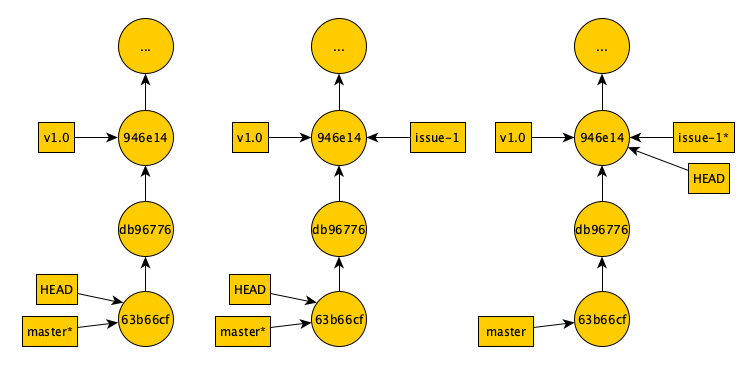 ...
v1.0
946e14
db96776
HEAD
master*
63b66cf
...
v1.0
946e14
issue-1
db96776
HEAD
master*
63b66cf
...
v1.0
946e14
issue-1*
HEAD
db96776
master
63b66cf